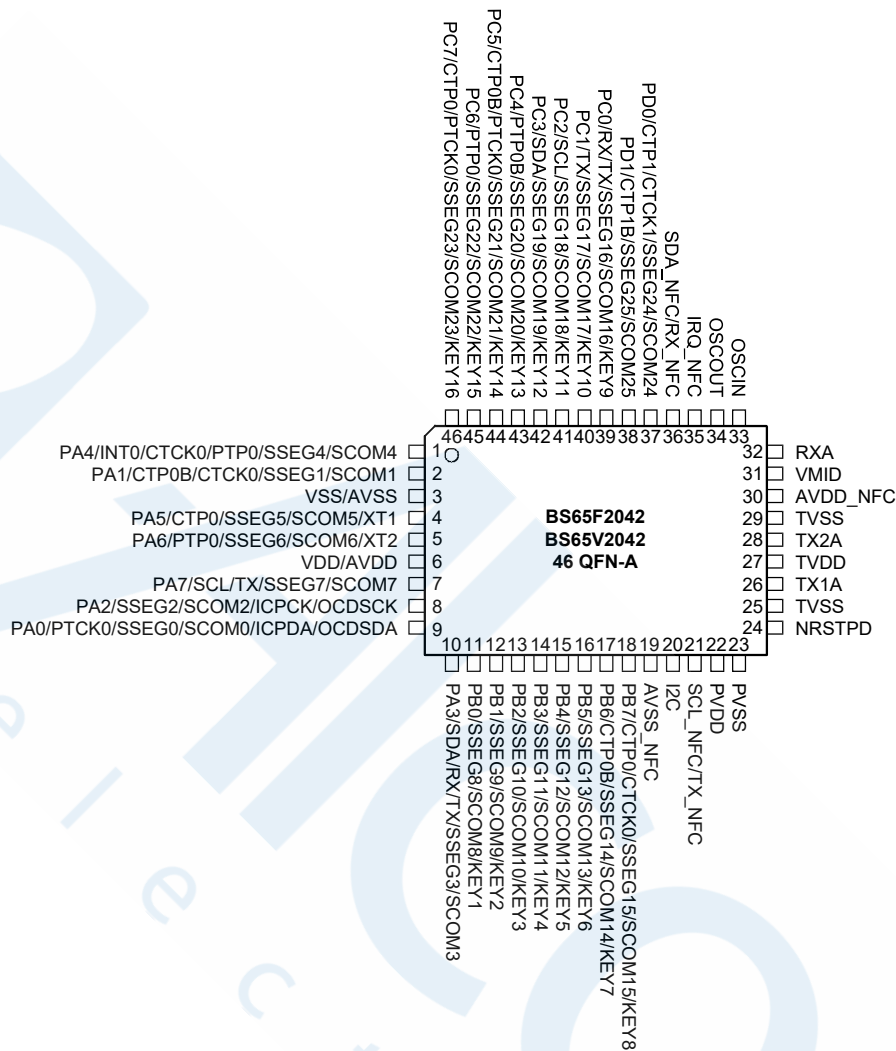 PC7/CTP0/PTCK0/SSEG23/SCOM23/KEY16
PC6/PTP0/SSEG22/SCOM22/KEY15
PC5/CTP0B/PTCK0/SSEG21/SCOM21/KEY14
PC4/PTP0B/SSEG20/SCOM20/KEY13
PC3/SDA/SSEG19/SCOM19/KEY12
PC2/SCL/SSEG18/SCOM18/KEY11
PC1/TX/SSEG17/SCOM17/KEY10
PC0/RX/TX/SSEG16/SCOM16/KEY9
PD1/CTP1B/SSEG25/SCOM25
PD0/CTP1/CTCK1/SSEG24/SCOM24
SDA_NFC/RX_NFC
IRQ_NFC
OSCOUT
OSCIN
46 45 44 43 42 41 40 39 38 37 36 35 34 33
PA4/INT0/CTCK0/PTP0/SSEG4/SCOM4 1
PA1/CTP0B/CTCK0/SSEG1/SCOM1 2
VSS/AVSS 3
PA5/CTP0/SSEG5/SCOM5/XT1 4
PA6/PTP0/SSEG6/SCOM6/XT2 5
VDD/AVDD 6
PA7/SCL/TX/SSEG7/SCOM7 7
PA2/SSEG2/SCOM2/ICPCK/OCDSCK 8
PA0/PTCK0/SSEG0/SCOM0/ICPDA/OCDSDA 9
BS65F2042
BS65V2042
46 QFN-A
32 RXA
31 VMID
30 AVDD_NFC
29 TVSS
28 TX2A
27 TVDD
26 TX1A
25 TVSS
24 NRSTPD
10 11 12 13 14 15 16 17 18 19 20 21 22 23
PA3/SDA/RX/TX/SSEG3/SCOM3
PB0/SSEG8/SCOM8/KEY1
PB1/SSEG9/SCOM9/KEY2
PB2/SSEG10/SCOM10/KEY3
PB3/SSEG11/SCOM11/KEY4
PB4/SSEG12/SCOM12/KEY5
PB5/SSEG13/SCOM13/KEY6
PB6/CTP0B/SSEG14/SCOM14/KEY7
PB7/CTP0/CTCK0/SSEG15/SCOM15/KEY8
AVSS_NFC
I2C
SCL_NFC/TX_NFC
PVDD
PVSS